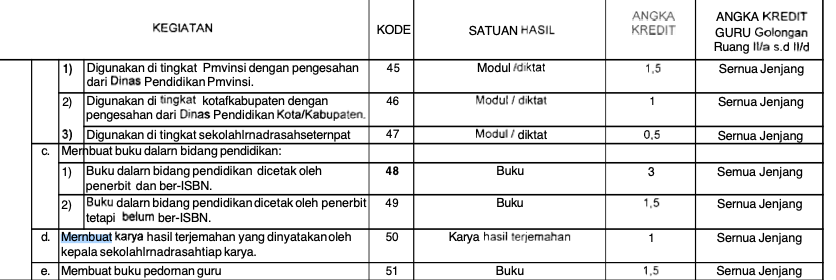 KEGIATAN KODE SATUAN HASIL ANGKA KREDIT ANGKA KREDIT GURU Golongan Ruang II/a s.d II/d
1) Digunakan di tingkat Pmvinsi dengan pengesahan 45 Modul /diktat 1,5 Sernua Jenjang
dari Dinas Pendidikan Pmvinsi.
2) Digunakan di tingkat kotafkabupaten dengan 46 Modul / diktat 1 Sernua Jenjang
pengesahan dari Dinas Pendidikan Kota/Kabupaten.
3) Digunakan di tingkat sekolahlrnadrasahseternpat 47 Modul / diktat 0,5 Sernua Jenjang
c. Mernbuat buku dalarn bidang pendidikan:
1) Buku dalarn bidang pendidikan dicetak oleh 48 Buku 3 Sernua Jenjang
penerbit dan ber-ISBN.
2) Buku dalarn bidang pendidikan dicetak oleh penerbit 49 Buku 1,5 Sernua Jenjang
tetapi belum ber-ISBN.
d. Mernbuat karya hasil terjemahan yang dinyatakan oleh 50 Karya hasil terjemahan 1 Sernua Jenjang
kepala sekolahlrnadrasahtiap karya.
e. Mernbuat buku pedornan guru 51 Buku 1,5 Sernua Jenjang